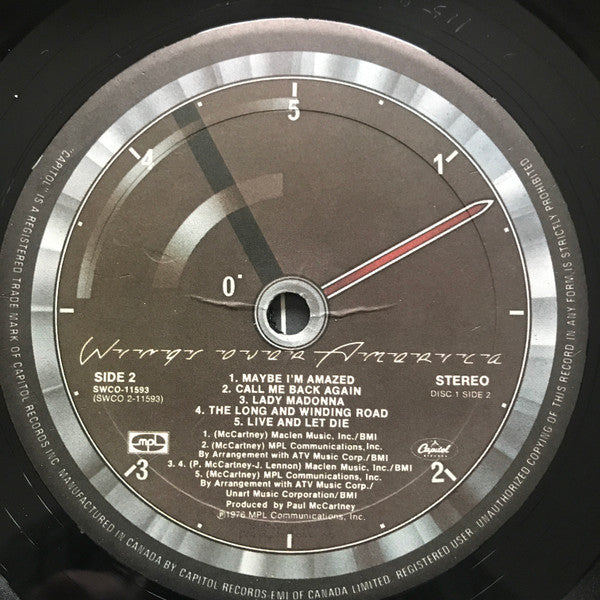 5
4
1
0
3
2
Wings over America
SIDE 2
SWCO-11593
(SWCO 2-11593)
STEREO
DISC 1 SIDE 2
1. MAYBE I'M AMAZED
2. CALL ME BACK AGAIN
3. LADY MADONNA
4. THE LONG AND WINDING ROAD
5. LIVE AND LET DIE
1. (McCartney) Maclen Music, Inc./BMI
2. (McCartney) MPL Communications, Inc.
By Arrangement with ATV Music Corp./BMI
3.4. (P. McCartney-J. Lennon) Maclen Music, Inc./BMI
5. (McCartney) MPL Communications, Inc.
By Arrangement with ATV Music Corp./
Unart Music Corporation/BMI
Produced by Paul McCartney
℗1976 MPL Communications, Inc.
mpl
Capitol
RECORDS
MANUFACTURED IN CANADA BY CAPITOL RECORDS-EMI OF CANADA LIMITED. REGISTERED USER. UNAUTHORIZED COPYING OF THIS RECORD IN ANY FORM IS STRICTLY PROHIBITED
"CAPITOL" IS A REGISTERED TRADE MARK OF CAPITOL RECORDS INC.